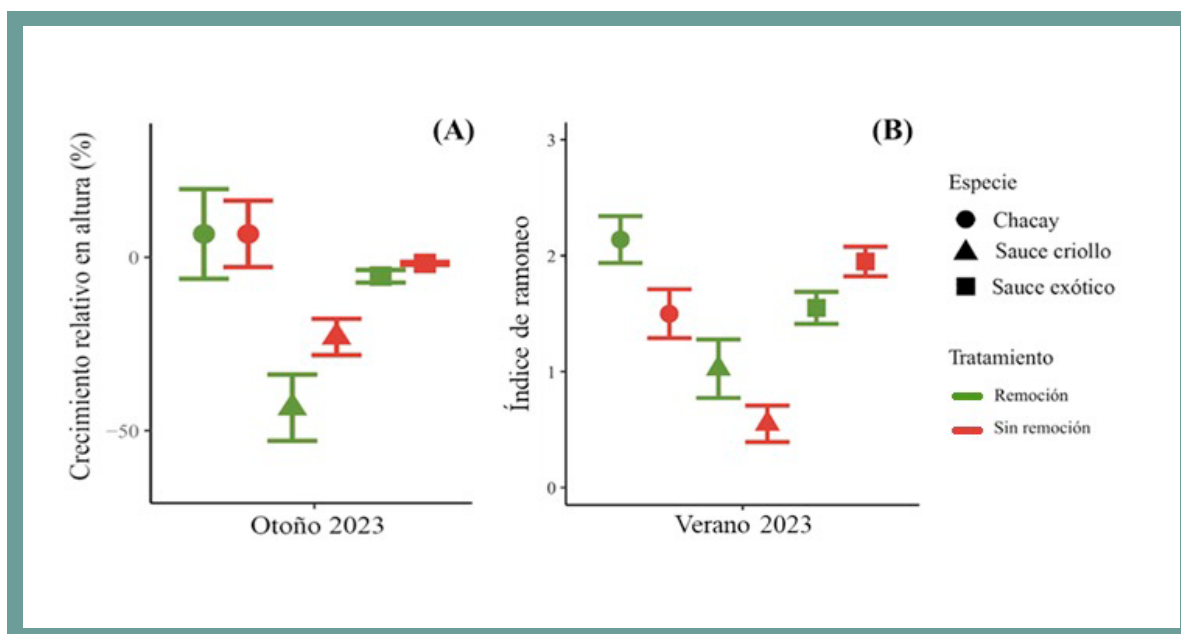 (A)
Crecimiento relativo en altura (%)
0
−50
Otoño 2023
(B)
Índice de ramoneo
3
2
1
0
Verano 2023
Especie
Chacay
Sauce criollo
Sauce exótico
Tratamiento
Remoción
Sin remoción